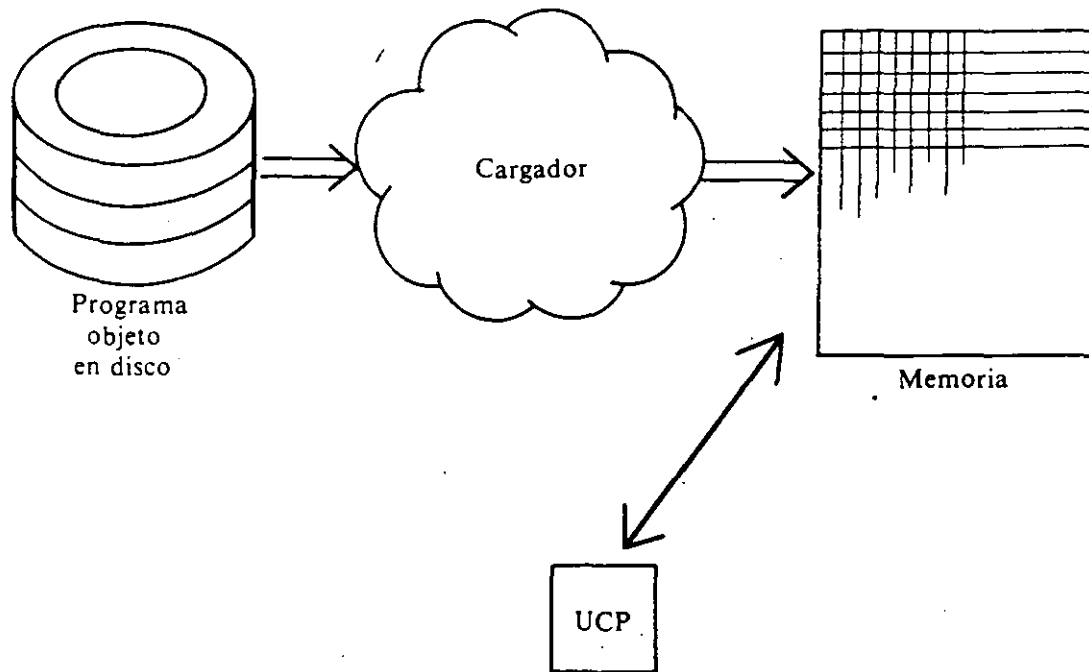 Cargador
Programa
objeto
en disco
Memoria
UCP